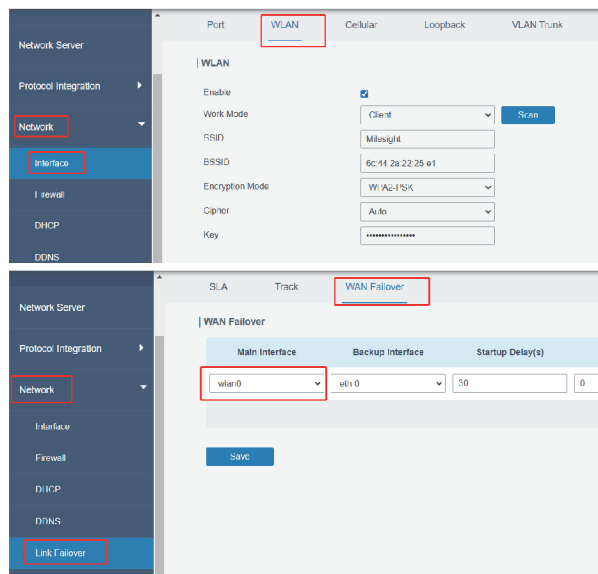 Port WLAN Cellular Loopback VLAN Trunk
Network Server
WLAN
Protocol Integration
Enable
Work Mode Client Scan
Network
SSID Milesight
Interface
BSSID 6c:44:2a:22:25:e1
Encryption Mode WPA2-PSK
Firewall
Cipher Auto
DHCP
Key ••••••••••••••••
DDNS
SLA Track WAN Failover
Network Server
WAN Failover
Protocol Integration
Main Interface Backup Interface Startup Delay(s)
Network
wlan0 eth 0 30 0
Interface
Firewall
Save
DHCP
DDNS
Link Failover